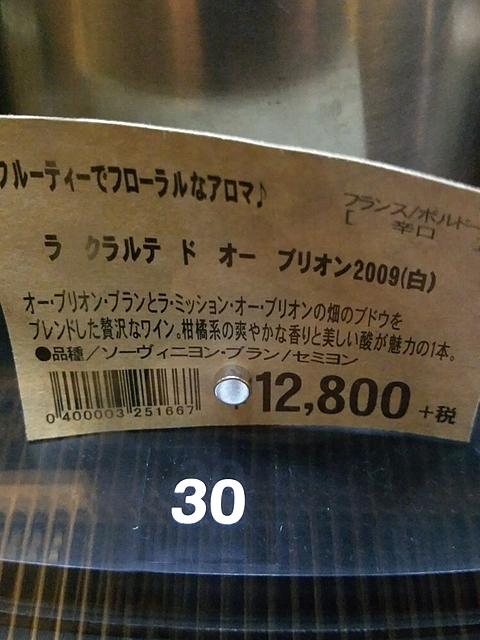 フルーティーでフローラルなアロマ♪
フランス/ボルドー
[ 辛口
ラ クラルテ ド オー ブリオン2009(白)
オー・ブリオン・ブランとラ・ミッション・オー・ブリオンの畑のブドウを
ブレンドした贅沢なワイン。柑橘系の爽やかな香りと美しい酸が魅力の1本。
●品種/ソーヴィニヨン・ブラン/セミヨン
12,800 +税
0 400003 251667
30